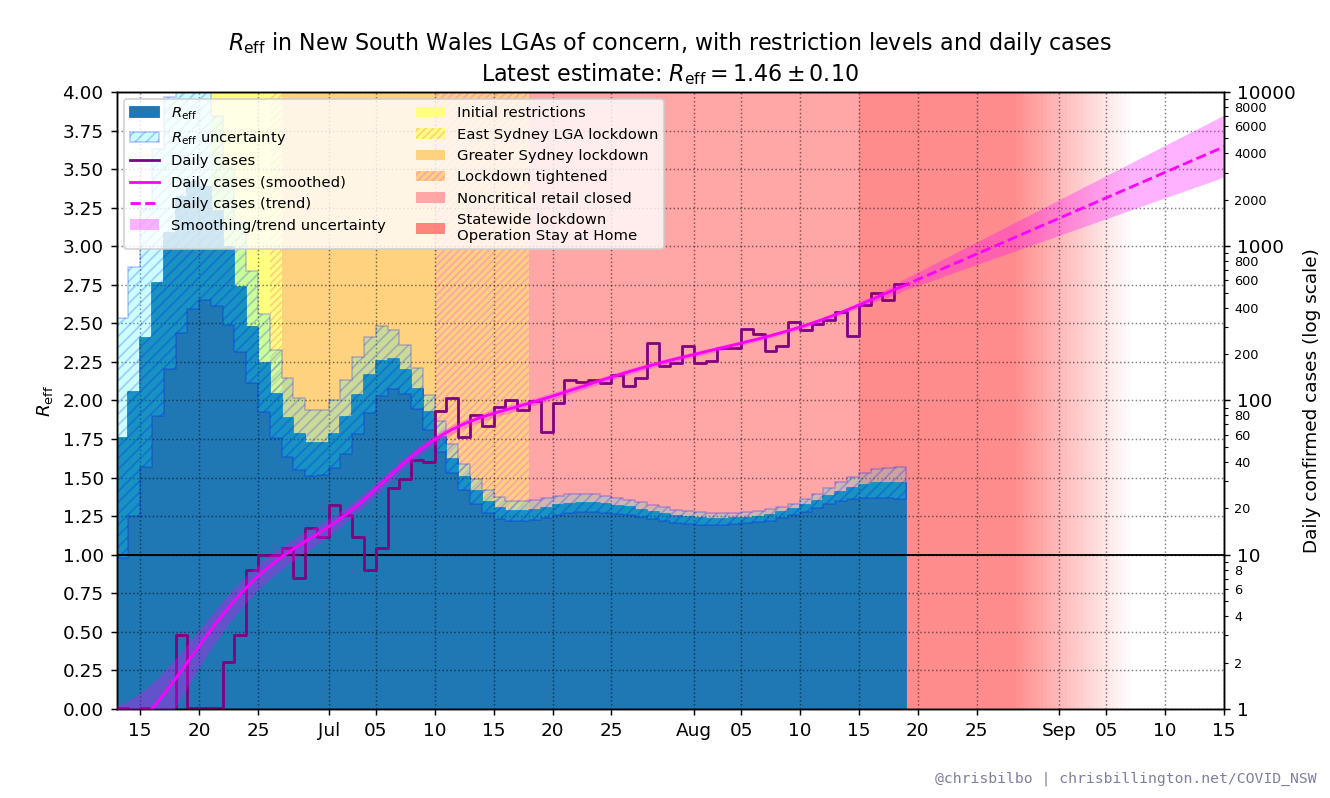 R_eff in New South Wales LGAs of concern, with restriction levels and daily cases
Latest estimate: R_eff = 1.46 ± 0.10
R_eff
R_eff uncertainty
Daily cases
Daily cases (smoothed)
Daily cases (trend)
Smoothing/trend uncertainty
Initial restrictions
East Sydney LGA lockdown
Greater Sydney lockdown
Lockdown tightened
Noncritical retail closed
Statewide lockdown
Operation Stay at Home
R_eff
4.00
3.75
3.50
3.25
3.00
2.75
2.50
2.25
2.00
1.75
1.50
1.25
1.00
0.75
0.50
0.25
0.00
15 20 25 Jul 05 10 15 20 25 Aug 05 10 15 20 25 Sep 05 10 15
10000
8000
6000
4000
2000
1000
800
600
400
200
100
80
60
40
20
10
8
6
4
2
1
Daily confirmed cases (log scale)
@chrisbilbo | chrisbillington.net/COVID_NSW